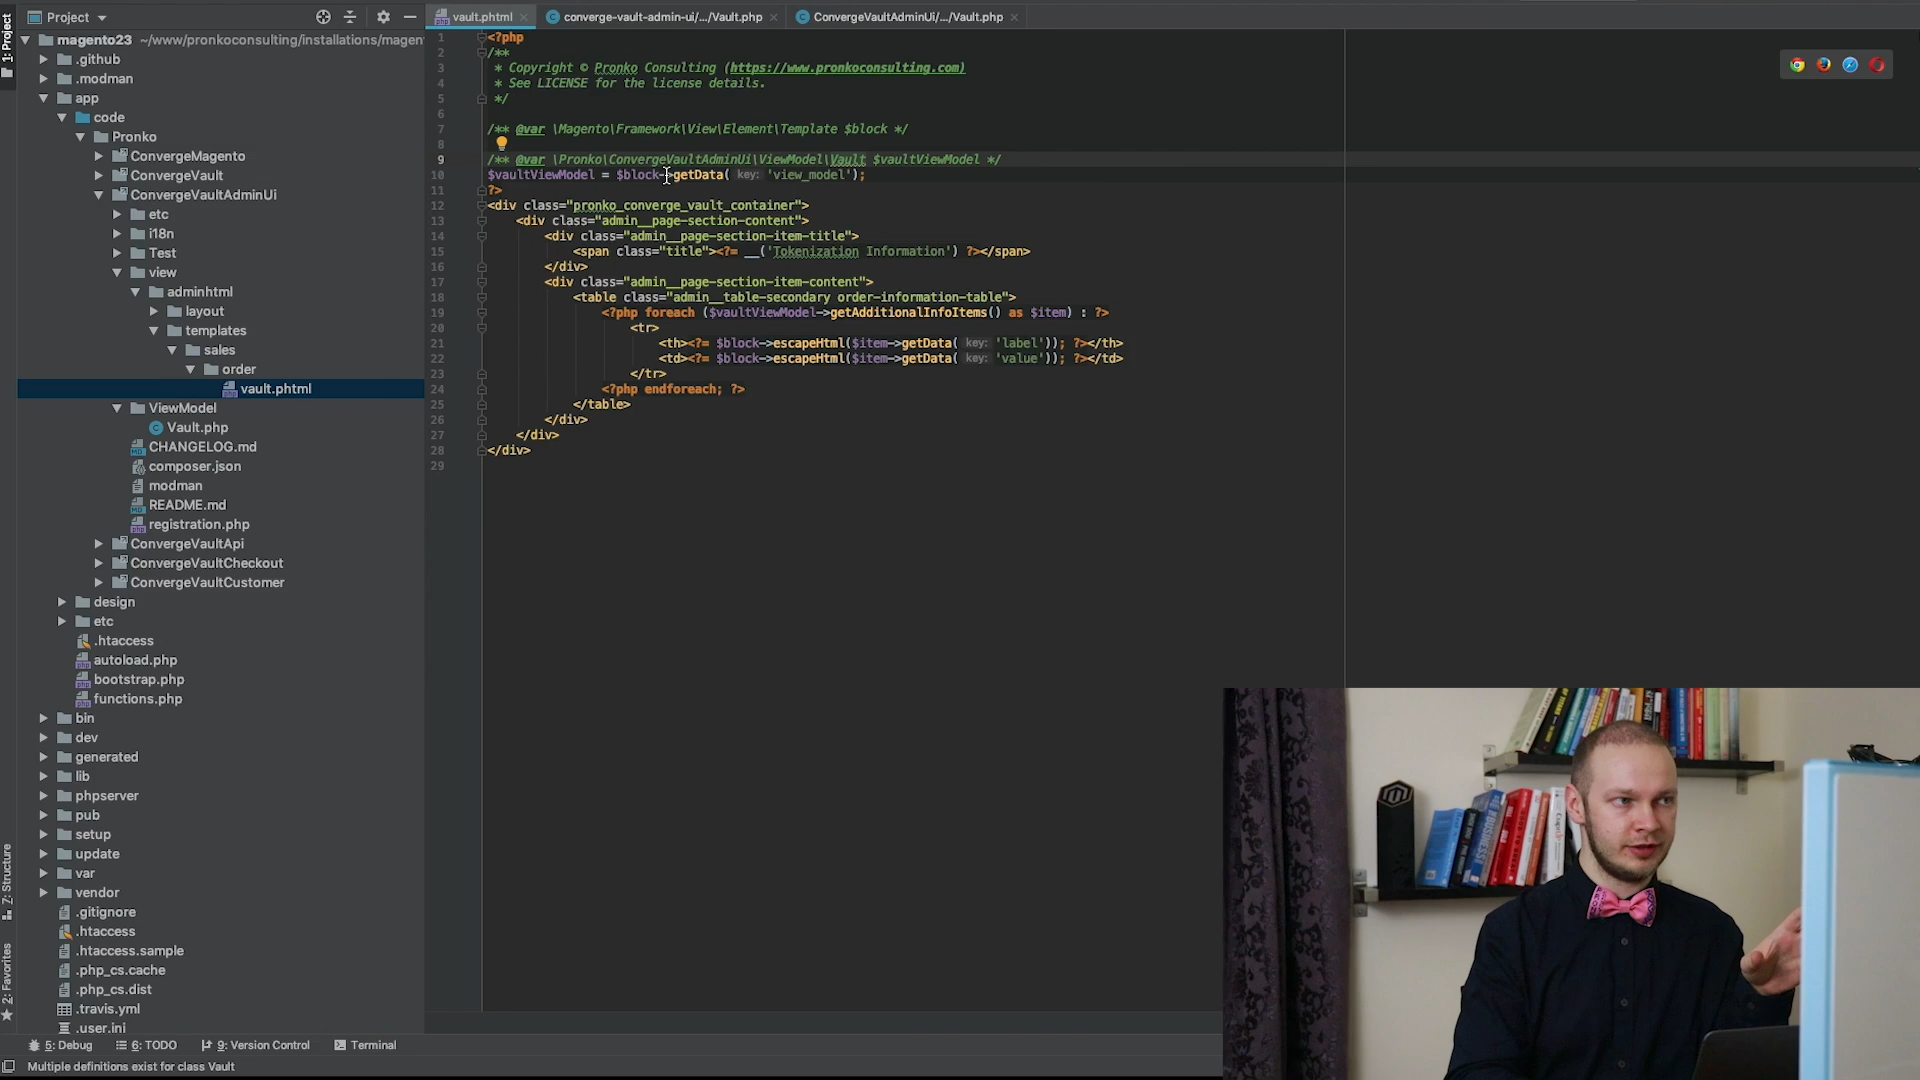 Project
vault.phtml
converge-vault-admin-ui/.../Vault.php
ConvergeVaultAdminUi/.../Vault.php
1: Project
magento23 ~/www/pronkoconsulting/installations/magen
.github
.modman
app
code
Pronko
ConvergeMagento
ConvergeVault
ConvergeVaultAdminUi
etc
i18n
Test
view
adminhtml
layout
templates
sales
order
vault.phtml
ViewModel
Vault.php
CHANGELOG.md
composer.json
modman
README.md
registration.php
ConvergeVaultApi
ConvergeVaultCheckout
ConvergeVaultCustomer
design
etc
.htaccess
autoload.php
bootstrap.php
functions.php
bin
dev
generated
lib
phpserver
pub
setup
update
var
vendor
.gitignore
.htaccess
.htaccess.sample
.php_cs.cache
.php_cs.dist
.travis.yml
.user.ini
Z: Structure
2: Favorites
1 <?php
2 /**
3 * Copyright © Pronko Consulting (https://www.pronkoconsulting.com)
4 * See LICENSE for the license details.
5 */
6
7 /** @var \Magento\Framework\View\Element\Template $block */
8
9 /** @var \Pronko\ConvergeVaultAdminUi\ViewModel\Vault $vaultViewModel */
10 $vaultViewModel = $block->getData( key: 'view_model');
11 ?>
12 <div class="pronko_converge_vault_container">
13 <div class="admin__page-section-content">
14 <div class="admin__page-section-item-title">
15 <span class="title"><?= __('Tokenization Information') ?></span>
16 </div>
17 <div class="admin__page-section-item-content">
18 <table class="admin__table-secondary order-information-table">
19 <?php foreach ($vaultViewModel->getAdditionalInfoItems() as $item) : ?>
20 <tr>
21 <th><?= $block->escapeHtml($item->getData( key: 'label')); ?></th>
22 <td><?= $block->escapeHtml($item->getData( key: 'value')); ?></td>
23 </tr>
24 <?php endforeach; ?>
25 </table>
26 </div>
27 </div>
28 </div>
29
5: Debug
6: TODO
9: Version Control
Terminal
Multiple definitions exist for class Vault